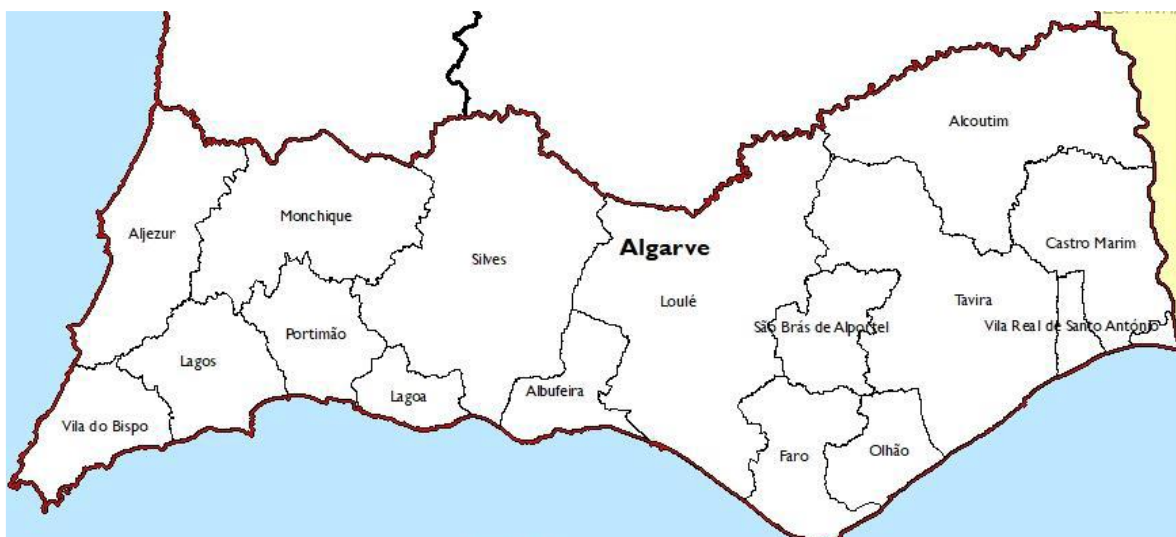 Alcoutim
Monchique
Aljezur
Castro Marim
Algarve
Silves
Loulé
Tavira
São Brás de Alportel
Vila Real de Santo António
Portimão
Lagos
Albufeira
Lagoa
Vila do Bispo
Olhão
Faro